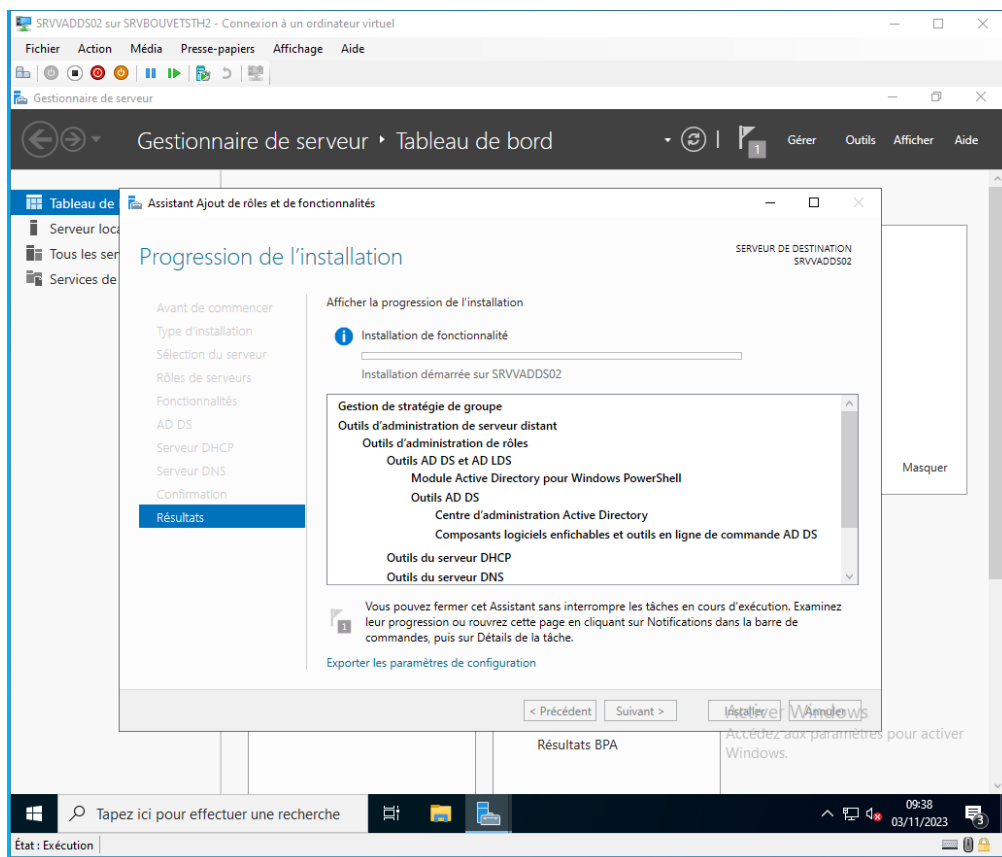 SRVVADDS02 sur SRVBOUVETSTH2 - Connexion à un ordinateur virtuel
Fichier Action Média Presse-papiers Affichage Aide
Gestionnaire de serveur
Gestionnaire de serveur Tableau de bord
1 Gérer Outils Afficher Aide
Tableau de
Serveur loca
Tous les ser
Services de
Assistant Ajout de rôles et de fonctionnalités
Progression de l'installation
SERVEUR DE DESTINATION
SRVVADDS02
Avant de commencer
Type d'installation
Sélection du serveur
Rôles de serveurs
Fonctionnalités
AD DS
Serveur DHCP
Serveur DNS
Confirmation
Résultats
Afficher la progression de l'installation
Installation de fonctionnalité
Installation démarrée sur SRVVADDS02
Gestion de stratégie de groupe
Outils d'administration de serveur distant
Outils d'administration de rôles
Outils AD DS et AD LDS
Module Active Directory pour Windows PowerShell
Outils AD DS
Centre d'administration Active Directory
Composants logiciels enfichables et outils en ligne de commande AD DS
Outils du serveur DHCP
Outils du serveur DNS
Vous pouvez fermer cet Assistant sans interrompre les tâches en cours d'exécution. Examinez
leur progression ou rouvrez cette page en cliquant sur Notifications dans la barre de
commandes, puis sur Détails de la tâche.
1
Exporter les paramètres de configuration
< Précédent Suivant > Installer Annuler
Masquer
Résultats BPA
Activer Windows
Accédez aux paramètres pour activer
Windows.
Tapez ici pour effectuer une recherche
09:38
03/11/2023
3
État : Exécution